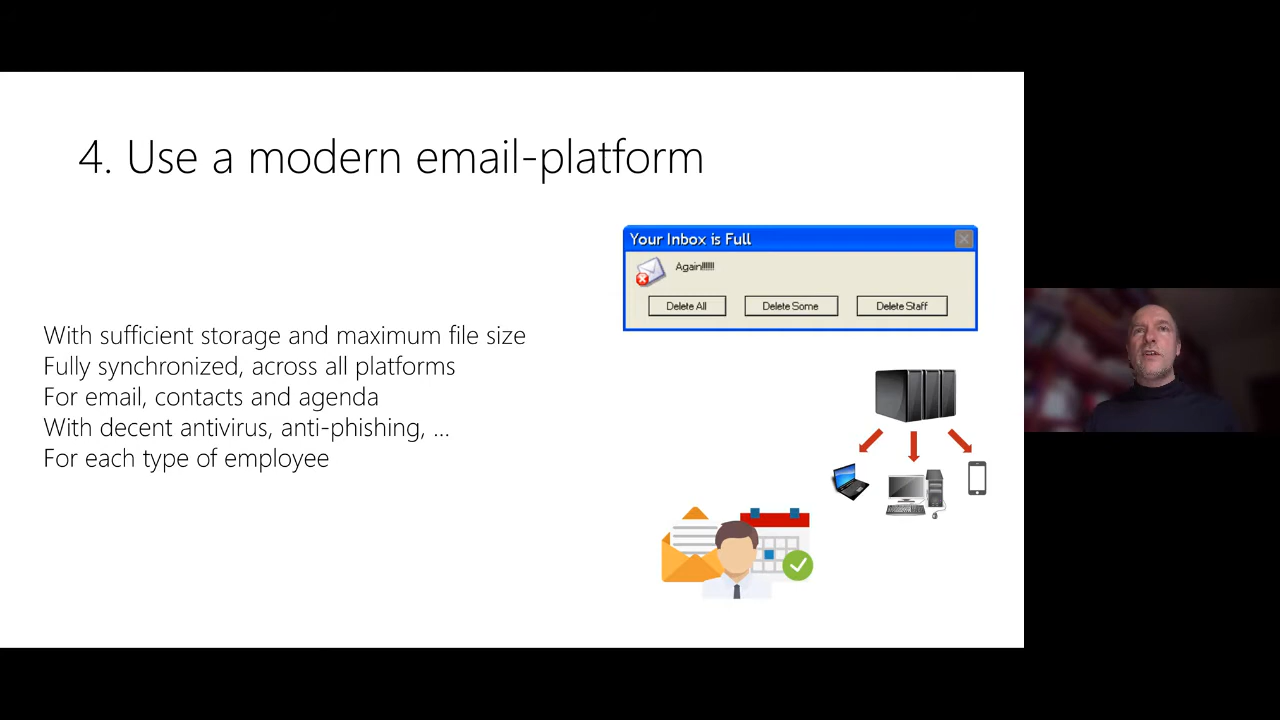 4. Use a modern email-platform
Your Inbox is Full
Again!!!!!!
Delete All
Delete Some
Delete Staff
With sufficient storage and maximum file size
Fully synchronized, across all platforms
For email, contacts and agenda
With decent antivirus, anti-phishing, ...
For each type of employee